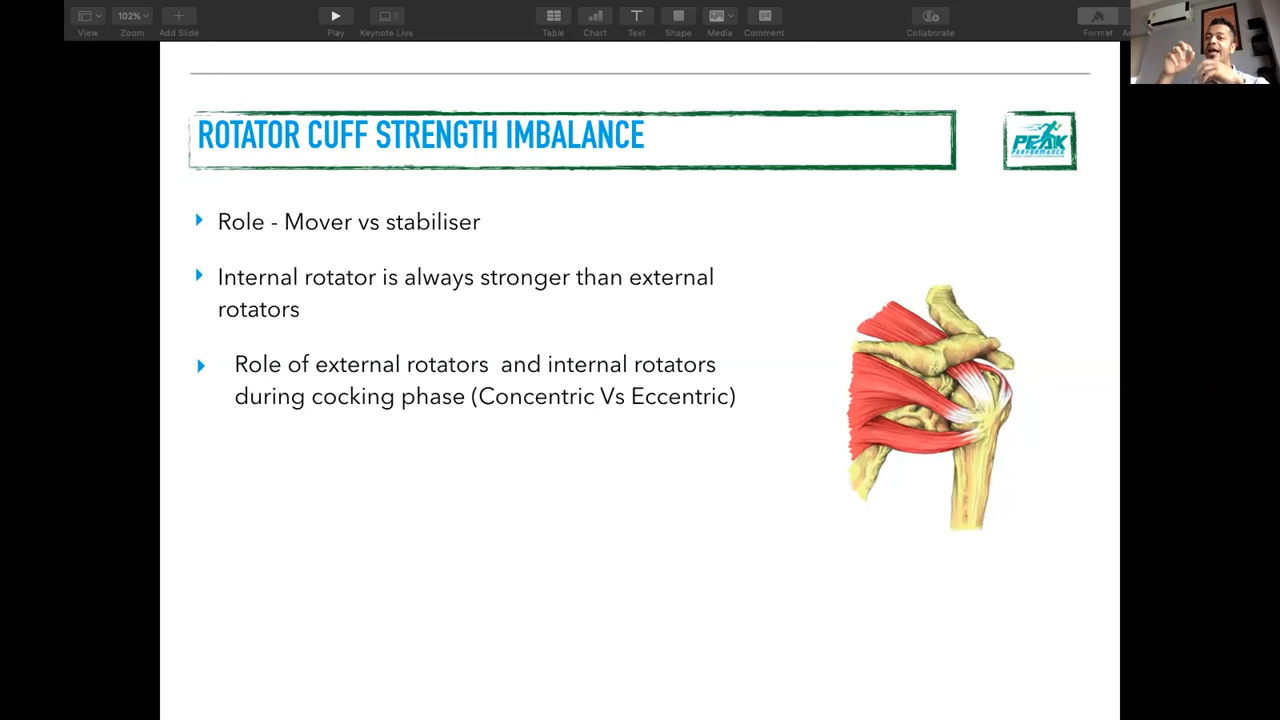 102%
View
Zoom
Add Slide
Play
Keynote Live
Table
Chart
Text
Shape
Media
Comment
Collaborate
Format
ROTATOR CUFF STRENGTH IMBALANCE
PEAK
PERFORMANCE
Role - Mover vs stabiliser
Internal rotator is always stronger than external
rotators
Role of external rotators and internal rotators
during cocking phase (Concentric Vs Eccentric)